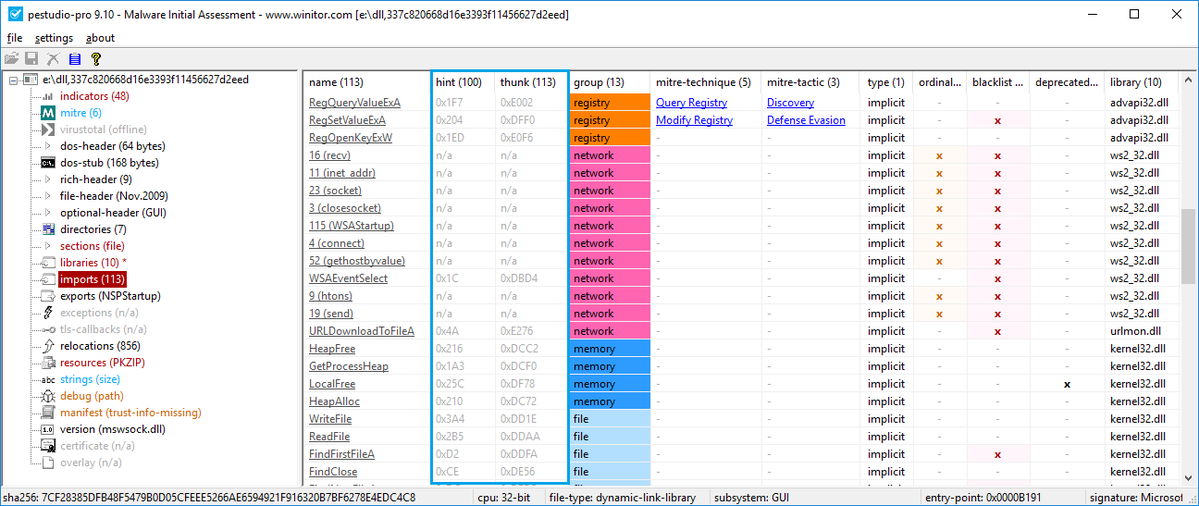 pestudio-pro 9.10 - Malware Initial Assessment - www.winitor.com [e:\dll,337c820668d16e3393f11456627d2eed]
file settings about
e:\dll,337c820668d16e3393f11456627d2eed
indicators (48)
mitre (6)
virustotal (offline)
dos-header (64 bytes)
dos-stub (168 bytes)
rich-header (9)
file-header (Nov.2009)
optional-header (GUI)
directories (7)
sections (file)
libraries (10) *
imports (113)
exports (NSPStartup)
exceptions (n/a)
tls-callbacks (n/a)
relocations (856)
resources (PKZIP)
abc strings (size)
debug (path)
manifest (trust-info-missing)
1.0 version (mswsock.dll)
certificate (n/a)
overlay (n/a)
name (113) hint (100) thunk (113) group (13) mitre-technique (5) mitre-tactic (3) type (1) ordinal... blacklist ... deprecated... library (10)
RegQueryValueExA 0x1F7 0xE002 registry Query Registry Discovery implicit - - - advapi32.dll
RegSetValueExA 0x204 0xDFF0 registry Modify Registry Defense Evasion implicit - x - advapi32.dll
RegOpenKeyExW 0x1ED 0xE0F6 registry - - implicit - - - advapi32.dll
16 (recv) n/a n/a network - - implicit x x - ws2_32.dll
11 (inet_addr) n/a n/a network - - implicit x x - ws2_32.dll
23 (socket) n/a n/a network - - implicit x x - ws2_32.dll
3 (closesocket) n/a n/a network - - implicit x x - ws2_32.dll
115 (WSAStartup) n/a n/a network - - implicit x x - ws2_32.dll
4 (connect) n/a n/a network - - implicit x x - ws2_32.dll
52 (gethostbyvalue) n/a n/a network - - implicit x x - ws2_32.dll
WSAEventSelect 0x1C 0xDBD4 network - - implicit - x - ws2_32.dll
9 (htons) n/a n/a network - - implicit x x - ws2_32.dll
19 (send) n/a n/a network - - implicit x x - ws2_32.dll
URLDownloadToFileA 0x4A 0xE276 network - - implicit - x - urlmon.dll
HeapFree 0x216 0xDCC2 memory - - implicit - - - kernel32.dll
GetProcessHeap 0x1A3 0xDCF0 memory - - implicit - - - kernel32.dll
LocalFree 0x25C 0xDF78 memory - - implicit - - x kernel32.dll
HeapAlloc 0x210 0xDC72 memory - - implicit - - - kernel32.dll
WriteFile 0x3A4 0xDD1E file - - implicit - - - kernel32.dll
ReadFile 0x2B5 0xDDAA file - - implicit - - - kernel32.dll
FindFirstFileA 0xD2 0xDDFA file - - implicit - x - kernel32.dll
FindClose 0xCE 0xDE56 file - - implicit - - - kernel32.dll
sha256: 7CF28385DFB48F5479B0D05CFEEE5266AE6594921F916320B7BF6278E4EDC4C8 cpu: 32-bit file-type: dynamic-link-library subsystem: GUI entry-point: 0x0000B191 signature: Microsof